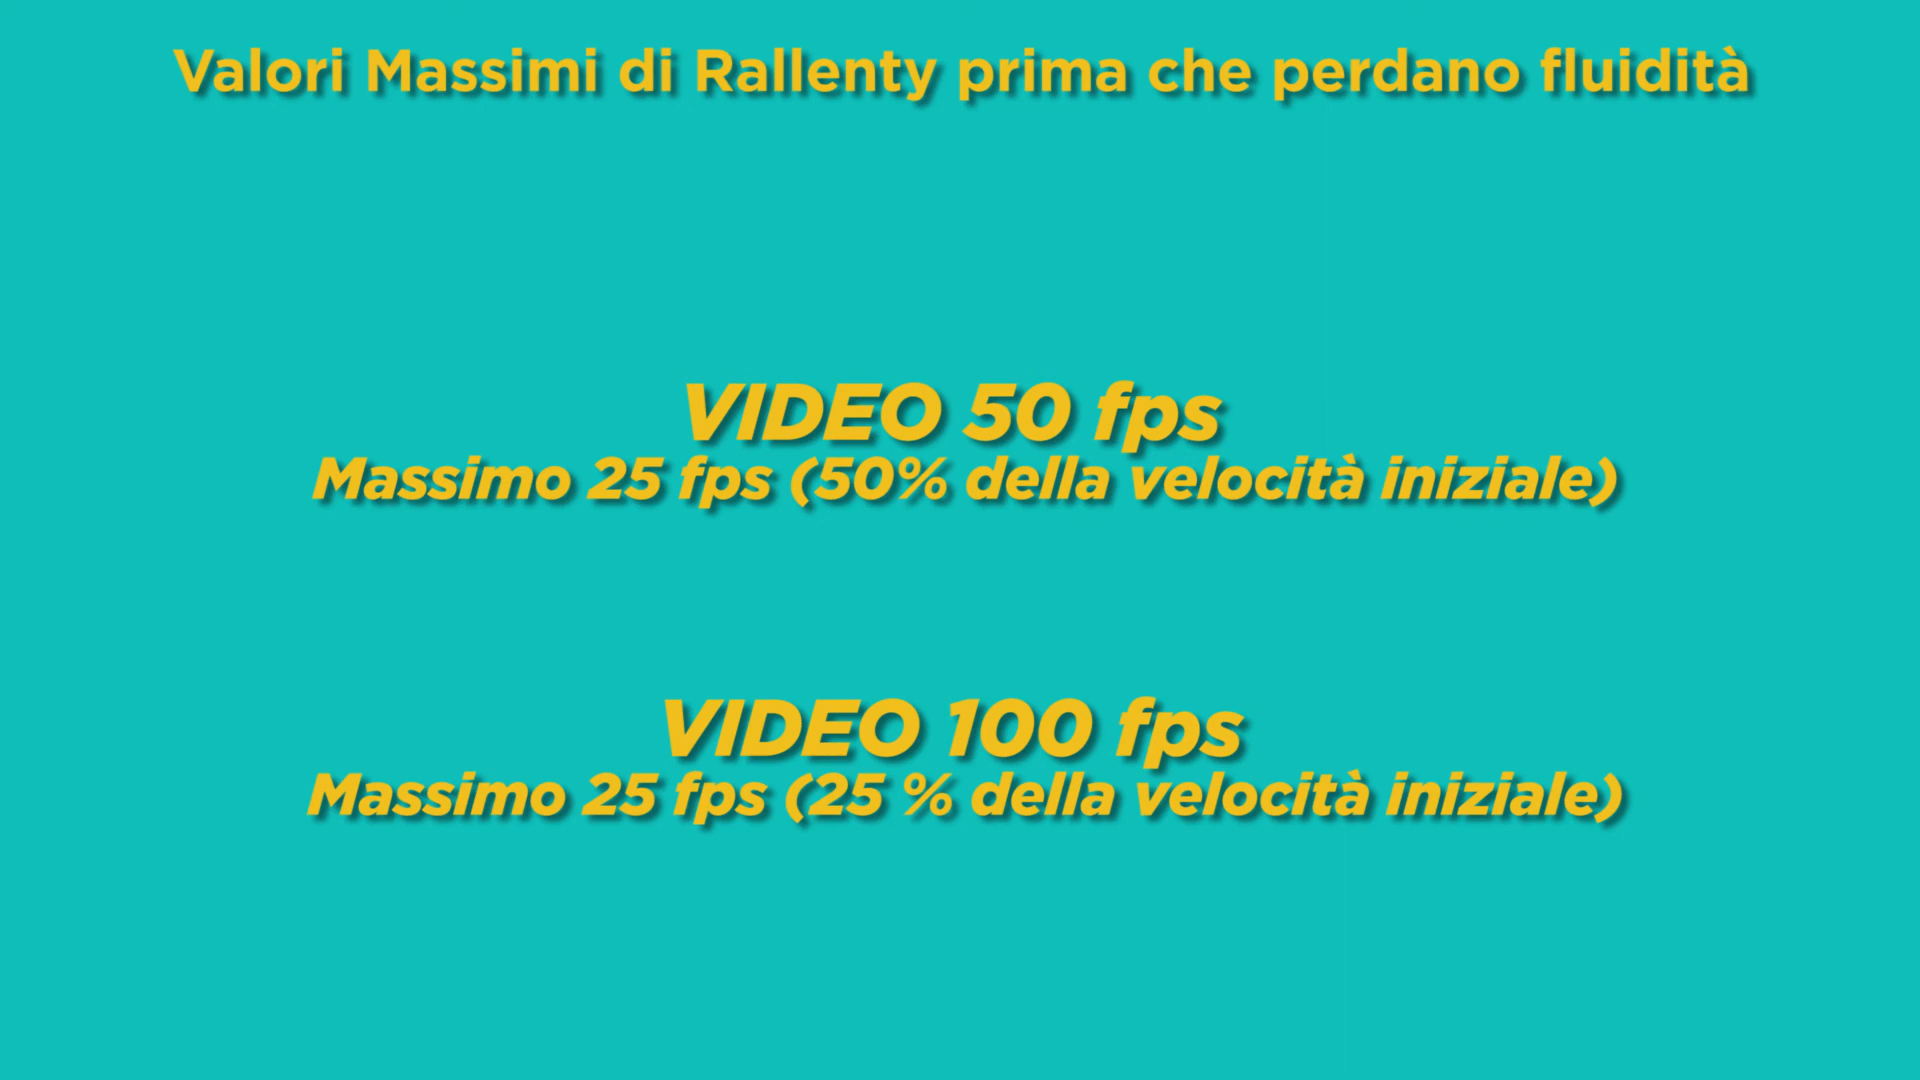 Valori Massimi di Rallenty prima che perdano fluidità
VIDEO 50 fps
Massimo 25 fps (50% della velocità iniziale)
VIDEO 100 fps
Massimo 25 fps (25 % della velocità iniziale)